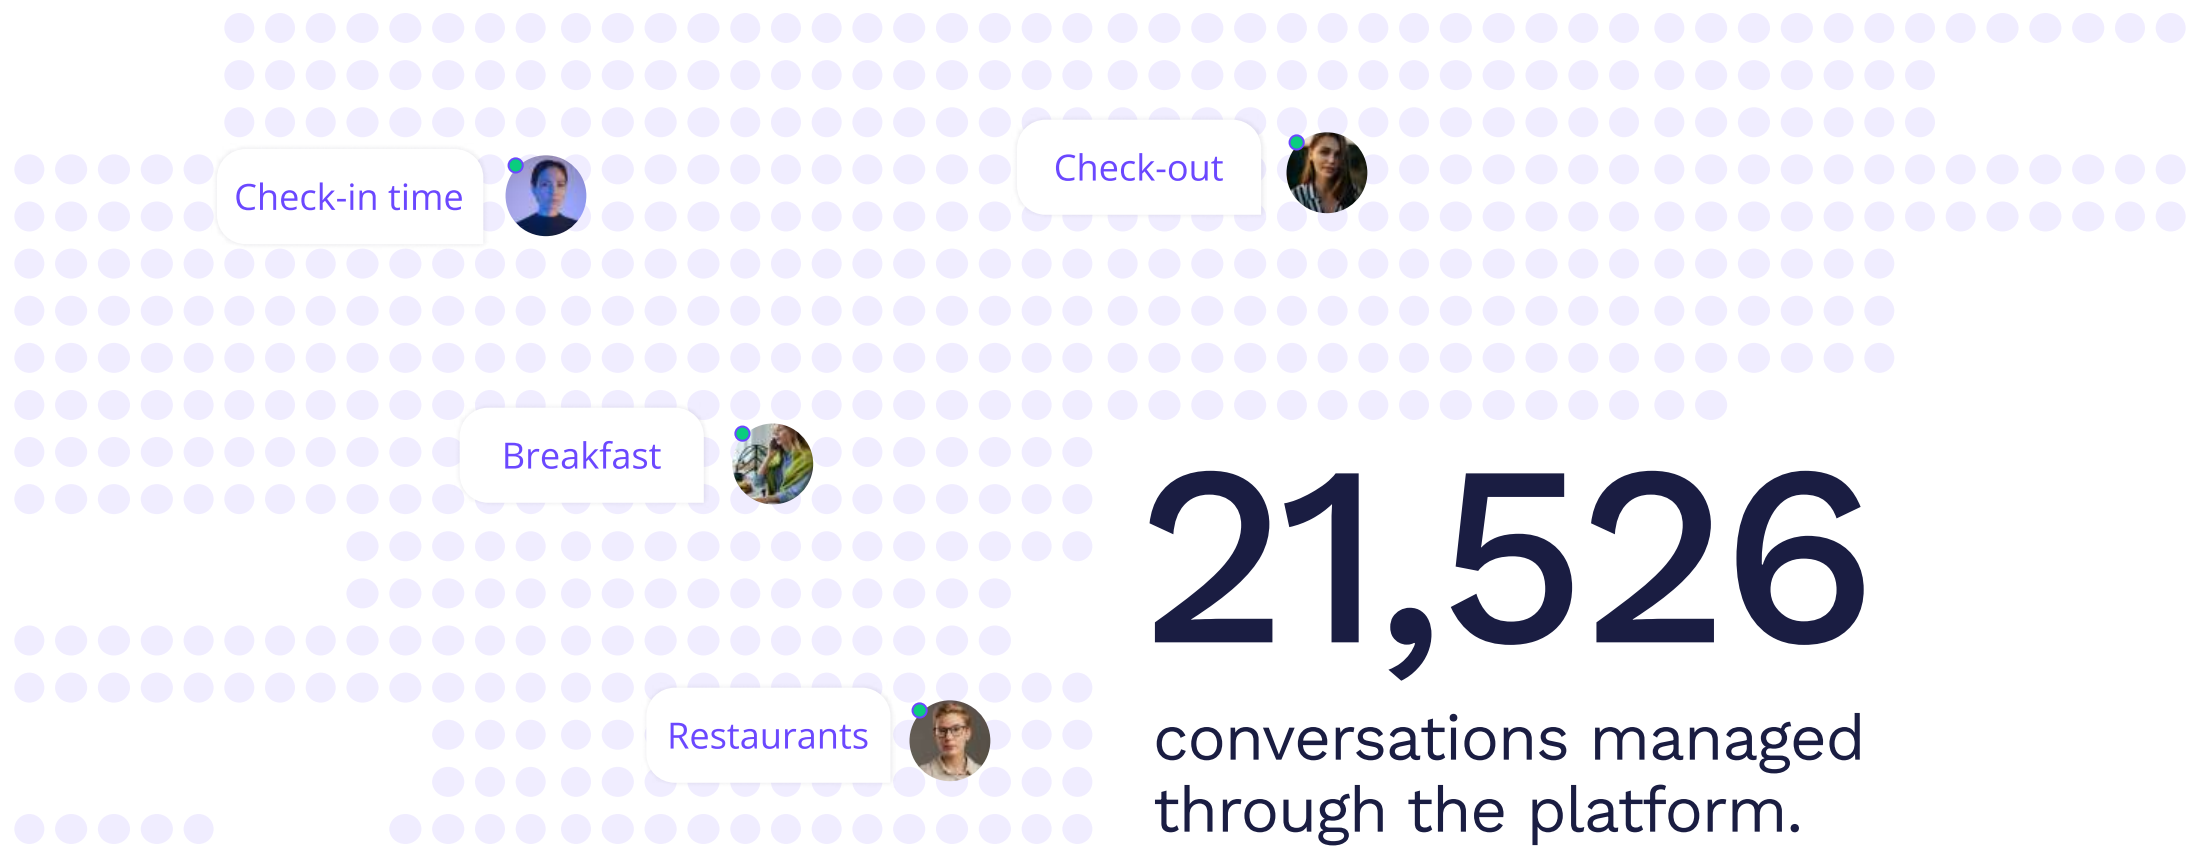 Check-in time
Check-out
Breakfast
21,526
Restaurants
conversations managed
through the platform.